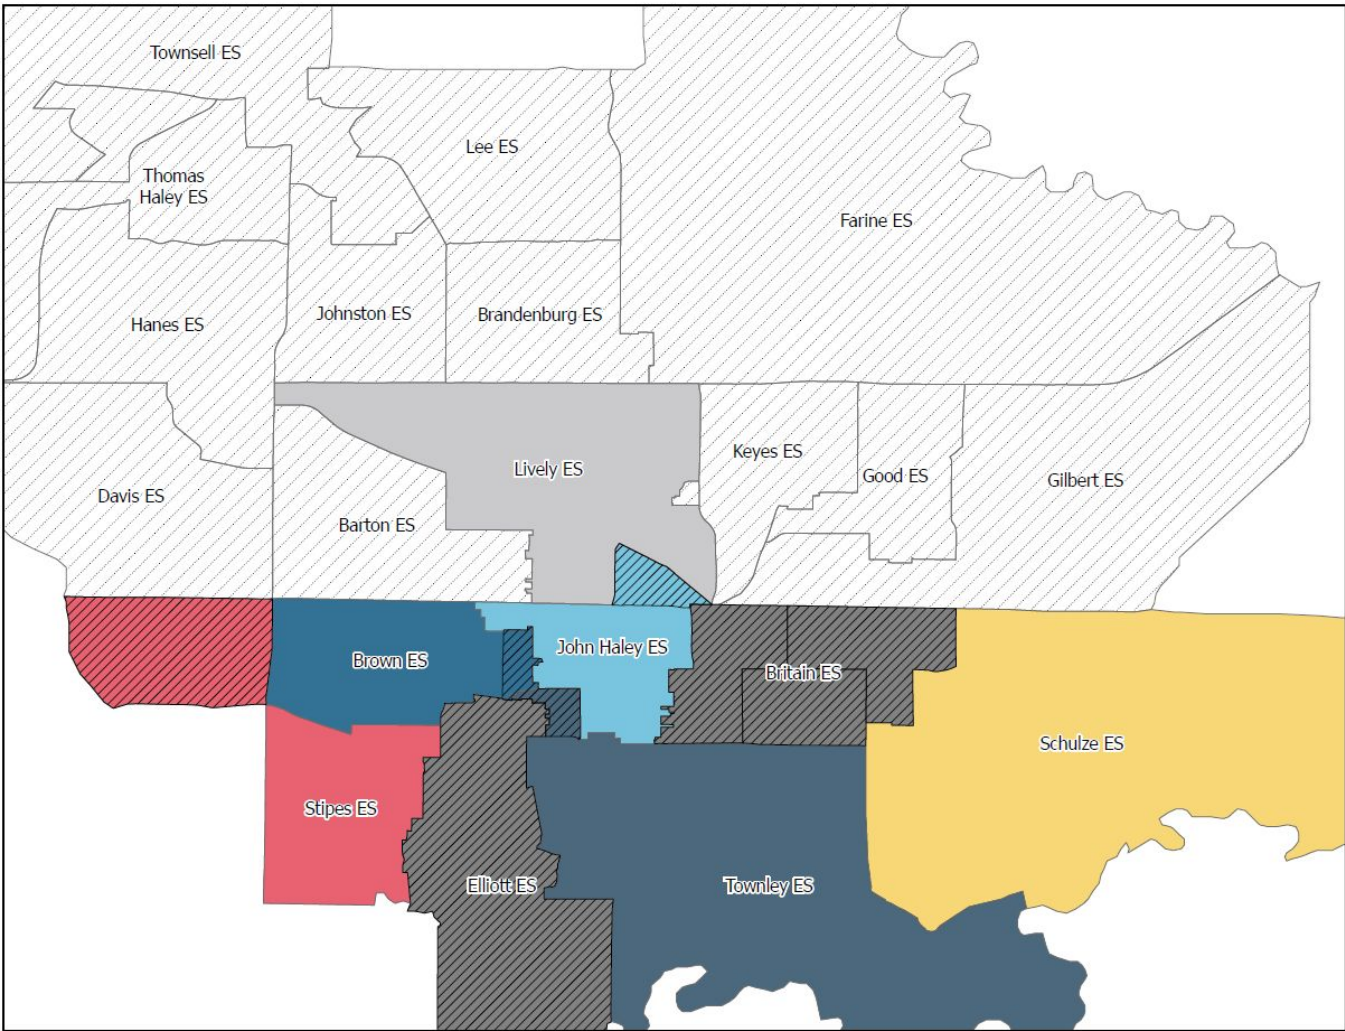 Townsell ES
Lee ES
Thomas
Haley ES
Farine ES
Hanes ES
Johnston ES
Brandenburg ES
Keyes ES
Lively ES
Good ES
Gilbert ES
Davis ES
Barton ES
John Haley ES
Brown ES
Britain ES
Schulze ES
Stipes ES
Elliott ES
Townley ES